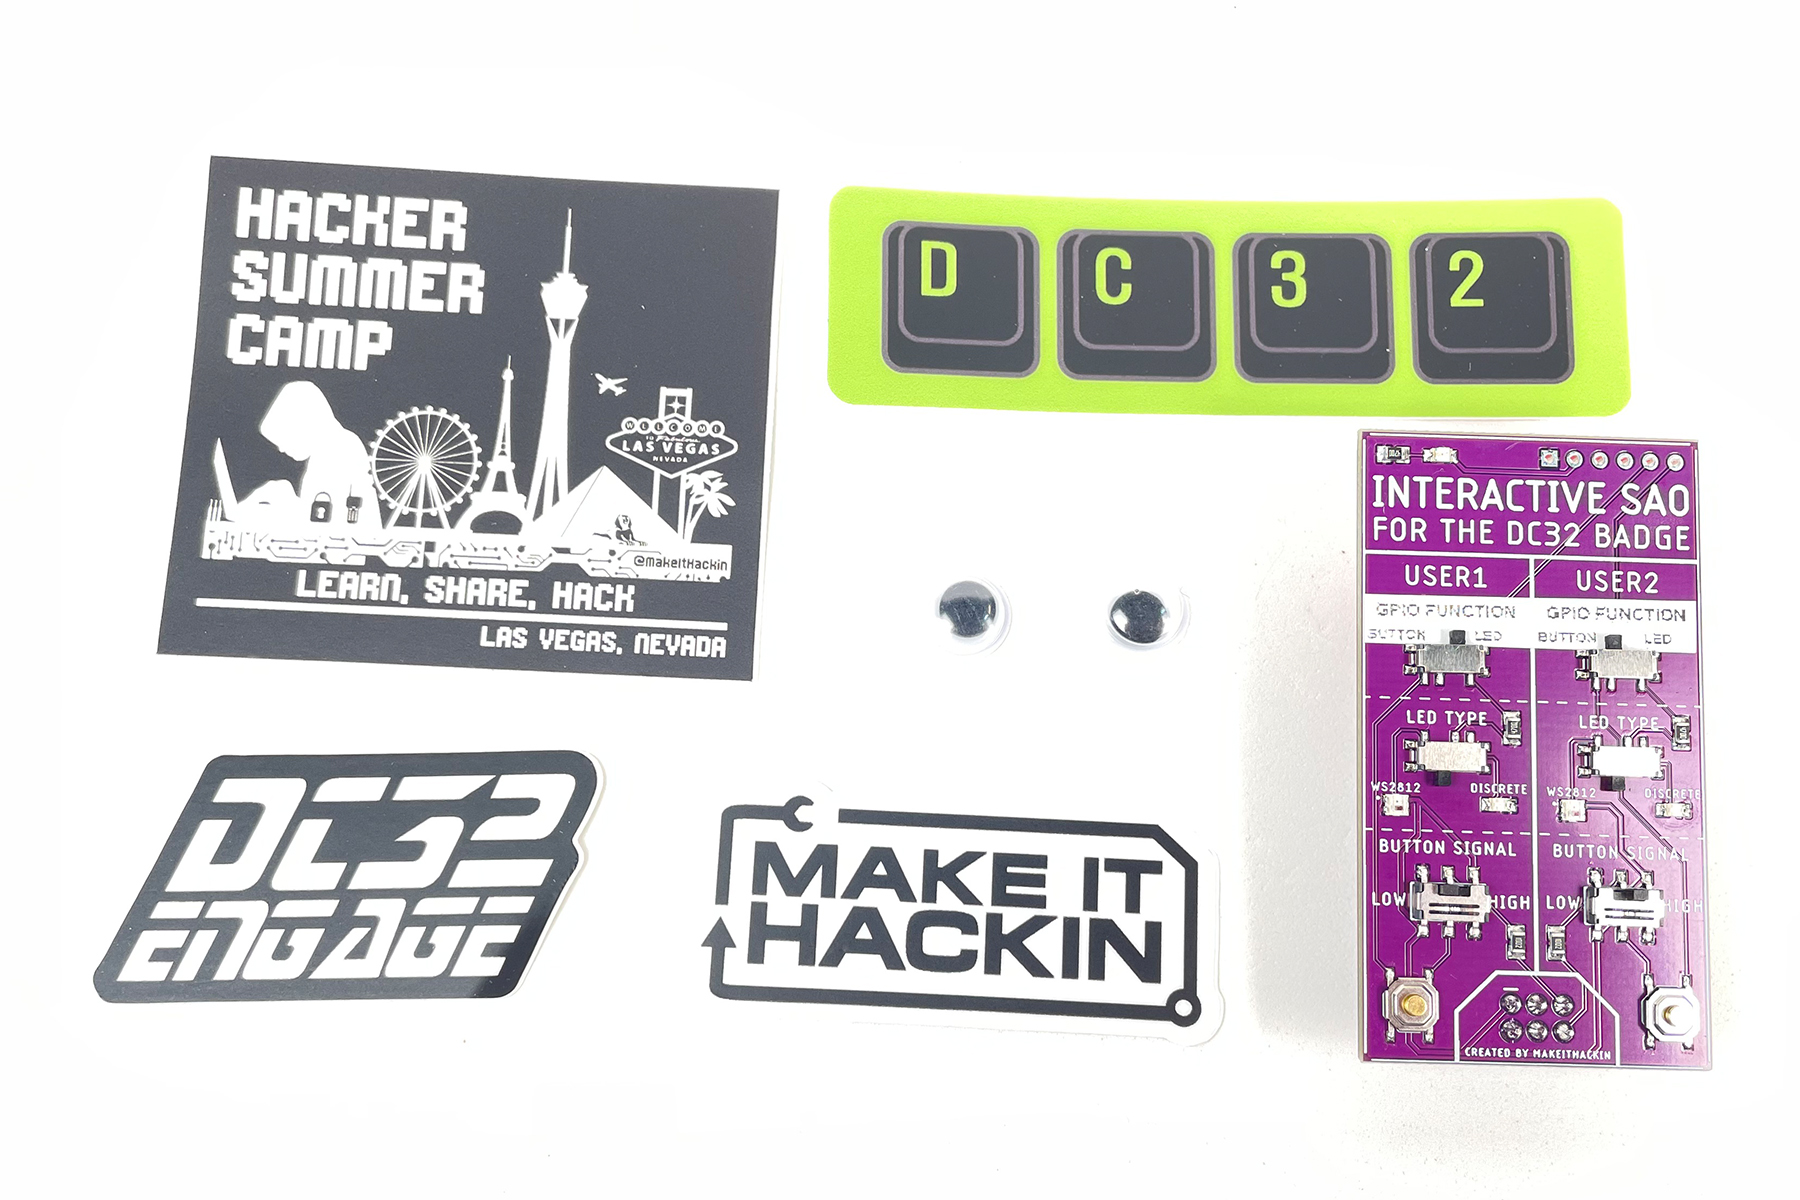 HACKER
SUMMER
CAMP
WELCOME
TO Fabulous
LAS VEGAS
NEVADA
@MakeItHackin
LEARN, SHARE, HACK
LAS VEGAS, NEVADA
D C 3 2
DC32
ENGAGE
MAKE IT
HACKIN
INTERACTIVE SAO
FOR THE DC32 BADGE
USER1 USER2
GPIO FUNCTION GPIO FUNCTION
BUTTON LED BUTTON LED
LED TYPE LED TYPE
WS2812 DISCRETE WS2812 DISCRETE
BUTTON SIGNAL BUTTON SIGNAL
LOW HIGH LOW HIGH
CREATED BY MAKEITHACKIN